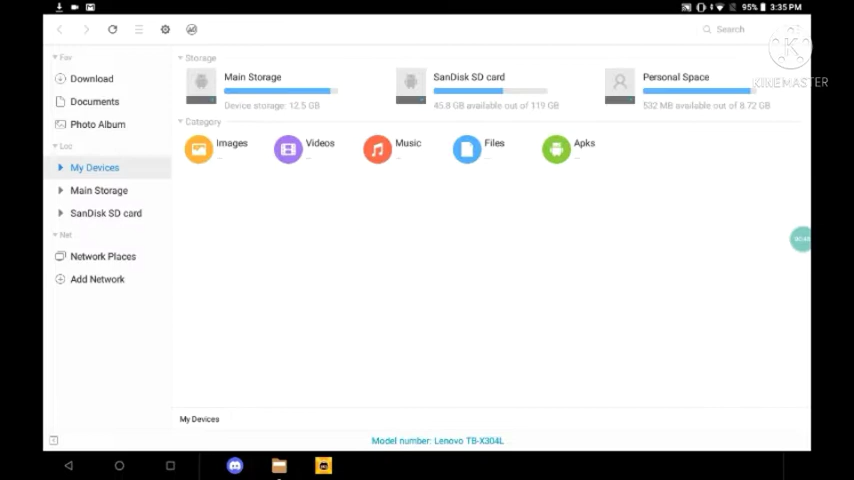 95% 3:35 PM
Search
KINEMASTER
Fav
Download
Documents
Photo Album
Loc
My Devices
Main Storage
SanDisk SD card
Net
Network Places
Add Network
Storage
Main Storage
Device storage: 12.5 GB
SanDisk SD card
45.8 GB available out of 119 GB
Personal Space
532 MB available out of 8.72 GB
Category
Images
Videos
Music
Files
Apks
My Devices
Model number: Lenovo TB-X304L